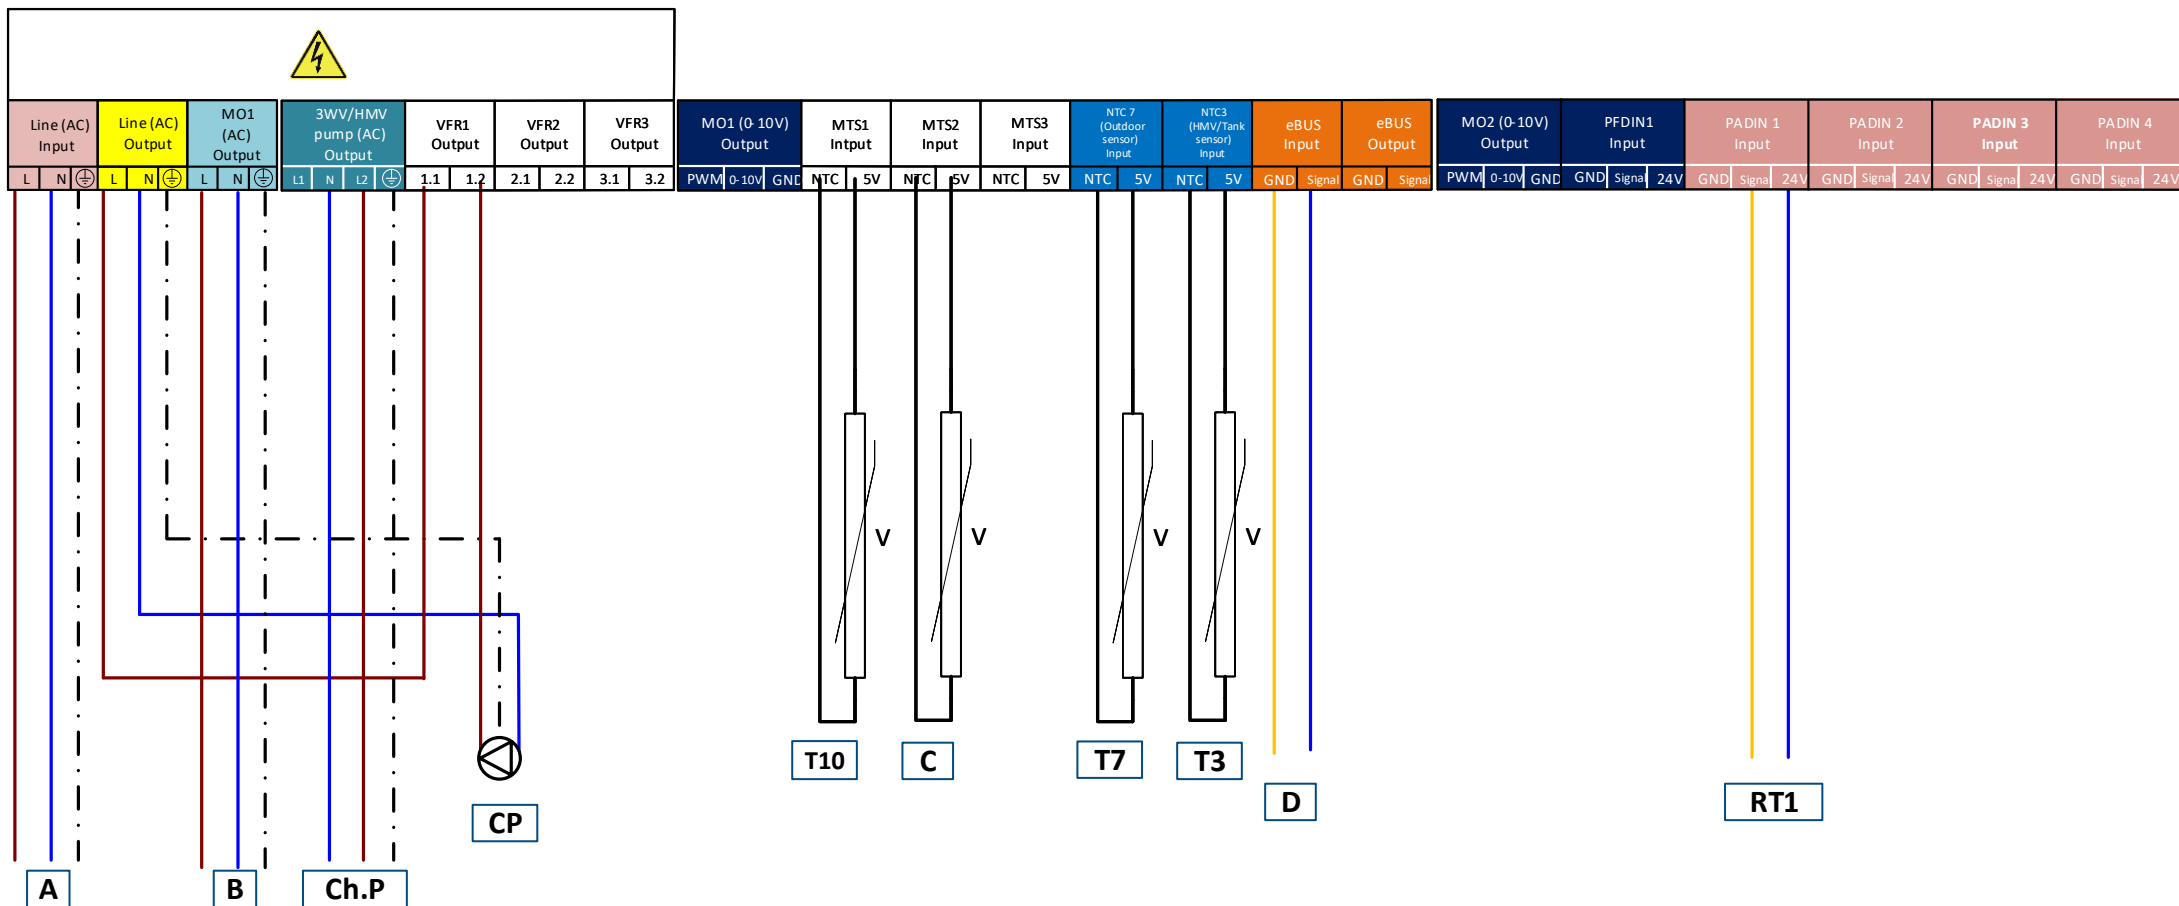 Line (AC)
Input
Line (AC)
Output
MO1
(AC)
Output
3WV/HMV
pump (AC)
Output
VFR1
Output
VFR2
Output
VFR3
Output
MO1 (0-10V)
Output
MTS1
Intput
MTS2
Input
MTS3
Input
NTC 7
(Outdoor
sensor)
Input
NTC3
(HMV/Tank
sensor)
Input
eBUS
Input
eBUS
Output
MO2 (0-10V)
Output
PFDIN1
Input
PADIN 1
Input
PADIN 2
Input
PADIN 3
Input
PADIN 4
Input
L N L N L N L1 N L2 1.1 1.2 2.1 2.2 3.1 3.2 PWM 0-10V GND NTC 5V NTC 5V NTC 5V NTC 5V NTC 5V GND Signal GND Signal PWM 0-10V GND GND Signal 24V GND Signal 24V GND Signal 24V GND Signal 24V GND Signal 24V
V V V V
T10 C T7 T3
D RT1
CP
A B Ch.P